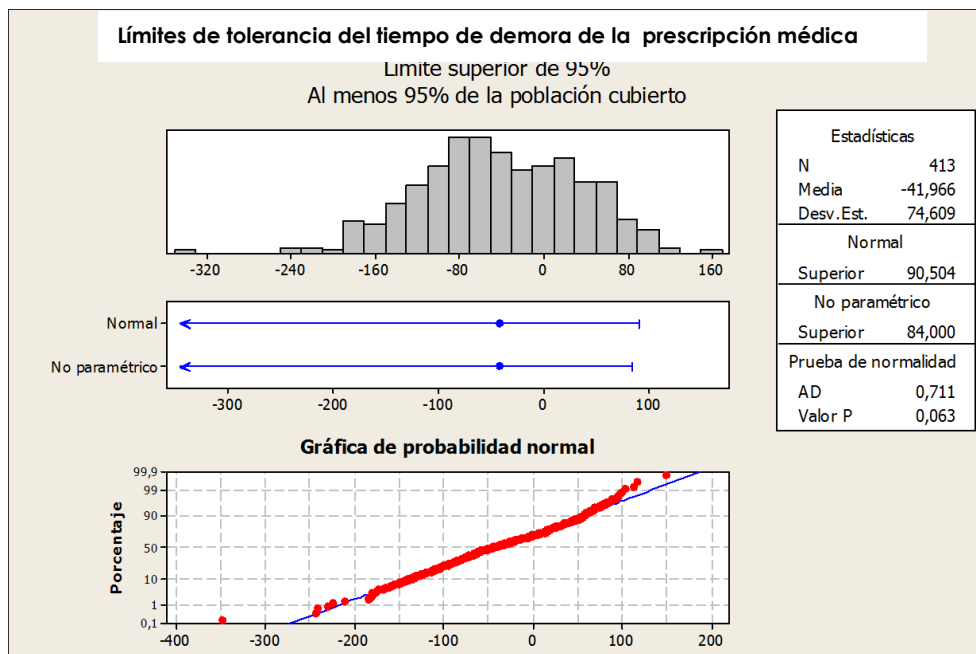 Límites de tolerancia del tiempo de demora de la prescripción médica
Límite superior de 95%
Al menos 95% de la población cubierto
-320 -240 -160 -80 0 80 160
Normal
No paramétrico
-300 -200 -100 0 100
Estadísticas
N 413
Media -41,966
Desv.Est. 74,609
Normal
Superior 90,504
No paramétrico
Superior 84,000
Prueba de normalidad
AD 0,711
Valor P 0,063
Gráfica de probabilidad normal
Porcentaje
99,9
99
90
50
10
1
0,1
-400 -300 -200 -100 0 100 200